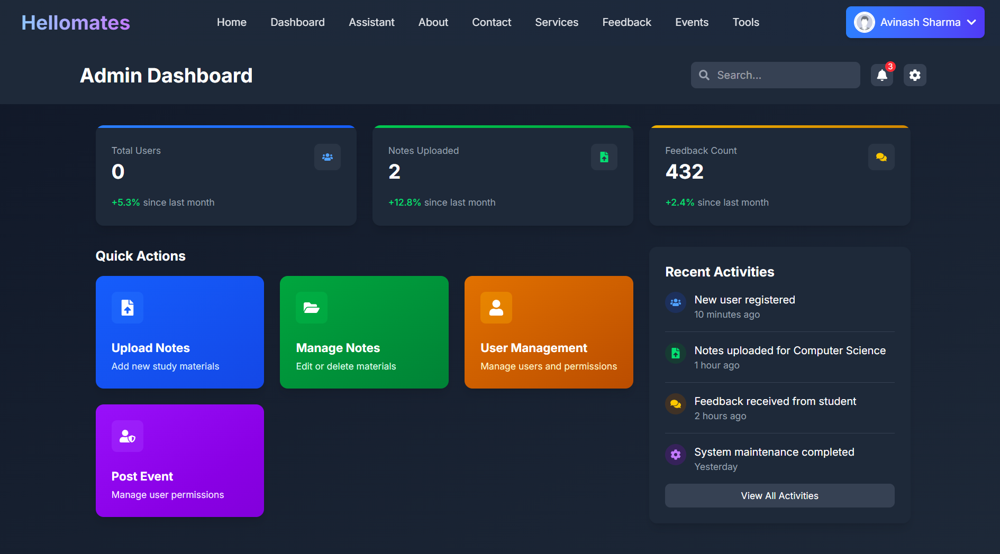 Hellomates
Home Dashboard Assistant About Contact Services Feedback Events Tools
Avinash Sharma
Admin Dashboard
Search...
3
Total Users
0
+5.3% since last month
Notes Uploaded
2
+12.8% since last month
Feedback Count
432
+2.4% since last month
Quick Actions
Upload Notes
Add new study materials
Manage Notes
Edit or delete materials
User Management
Manage users and permissions
Post Event
Manage user permissions
Recent Activities
New user registered
10 minutes ago
Notes uploaded for Computer Science
1 hour ago
Feedback received from student
2 hours ago
System maintenance completed
Yesterday
View All Activities